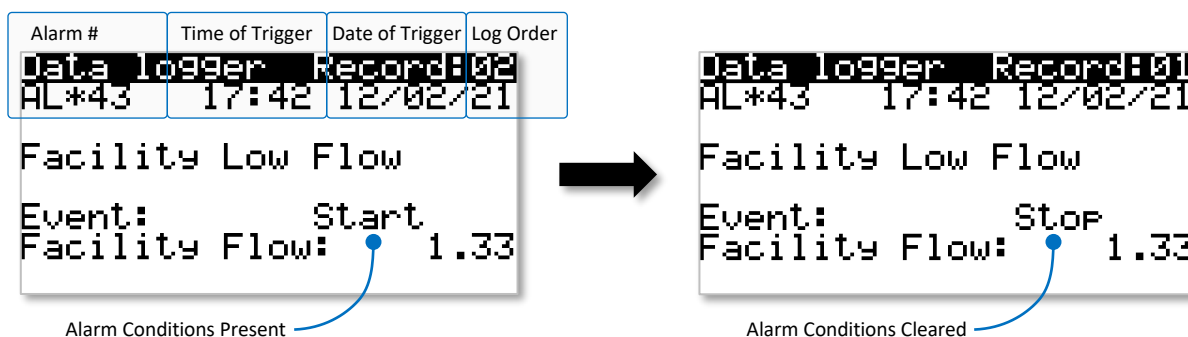 Alarm # Time of Trigger Date of Trigger Log Order
Data logger Record:02
AL*43 17:42 12/02/21
Facility Low Flow
Event: Start
Facility Flow: 1.33
Alarm Conditions Present
Data logger Record:01
AL*43 17:42 12/02/21
Facility Low Flow
Event: Stop
Facility Flow: 1.33
Alarm Conditions Cleared